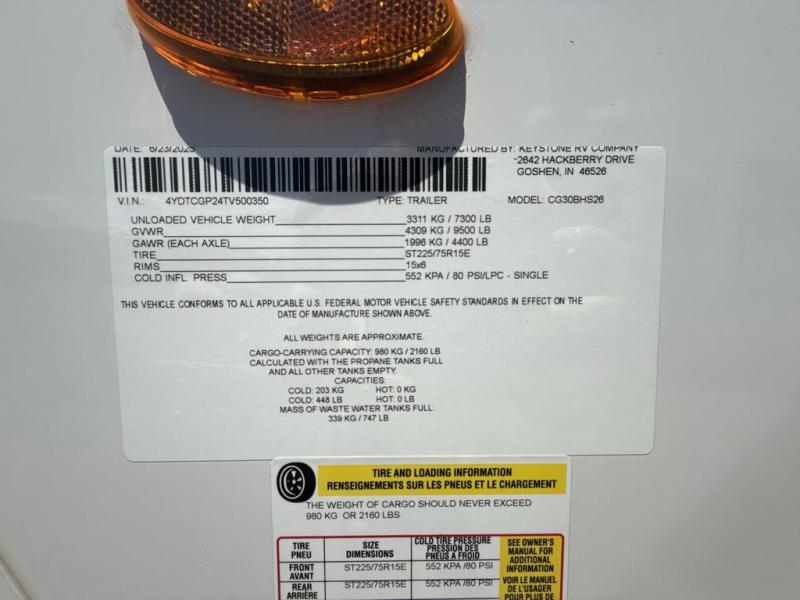 DATE: 6/23/2025 MANUFACTURED BY: KEYSTONE RV COMPANY
2642 HACKBERRY DRIVE
GOSHEN, IN 46526
V.I.N.: 4YDTCGP24TV500350 TYPE: TRAILER MODEL: CG30BHS26
UNLOADED VEHICLE WEIGHT 3311 KG / 7300 LB
GVWR 4309 KG / 9500 LB
GAWR (EACH AXLE) 1996 KG / 4400 LB
TIRE ST225/75R15E
RIMS 15x6
COLD INFL. PRESS 552 KPA / 80 PSI/LPC - SINGLE
THIS VEHICLE CONFORMS TO ALL APPLICABLE U.S. FEDERAL MOTOR VEHICLE SAFETY STANDARDS IN EFFECT ON THE
DATE OF MANUFACTURE SHOWN ABOVE.
ALL WEIGHTS ARE APPROXIMATE.
CARGO-CARRYING CAPACITY: 980 KG / 2160 LB
CALCULATED WITH THE PROPANE TANKS FULL
AND ALL OTHER TANKS EMPTY.
CAPACITIES:
COLD: 203 KG HOT: 0 KG
COLD: 448 LB HOT: 0 LB
MASS OF WASTE WATER TANKS FULL:
339 KG / 747 LB
TIRE AND LOADING INFORMATION
RENSEIGNEMENTS SUR LES PNEUS ET LE CHARGEMENT
THE WEIGHT OF CARGO SHOULD NEVER EXCEED
980 KG OR 2160 LBS.
TIRE
PNEU
SIZE
DIMENSIONS
COLD TIRE PRESSURE
PRESSION DES
PNEUS A FROID
SEE OWNER'S
MANUAL FOR
ADDITIONAL
INFORMATION
FRONT
AVANT
ST225/75R15E
552 KPA /80 PSI
REAR
ARRIÈRE
ST225/75R15E
552 KPA /80 PSI
VOIR LE MANUEL
DE L'USAGER
POUR PLUS DE